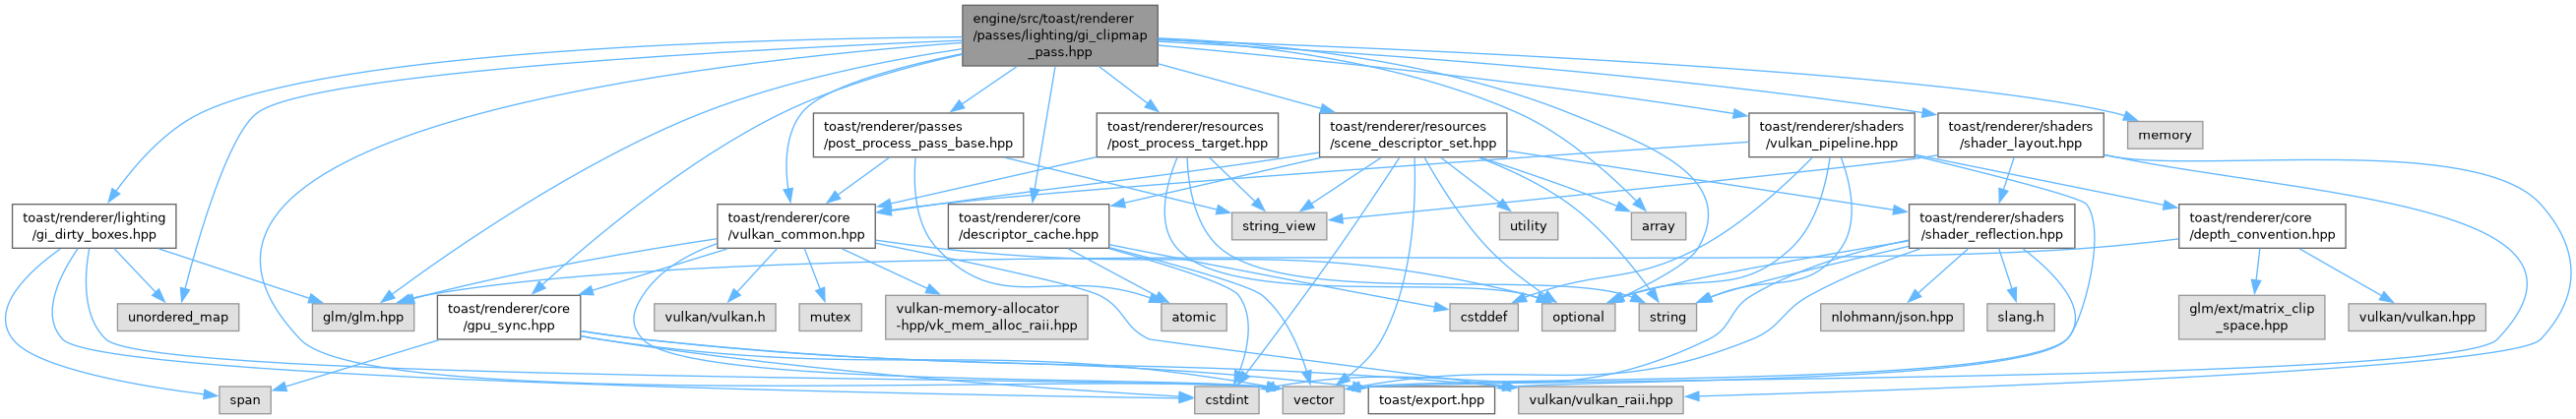 engine/src/toast/renderer
/passes/lighting/gi_clipmap
_pass.hpp
toast/renderer/passes
/post_process_pass_base.hpp
toast/renderer/resources
/post_process_target.hpp
toast/renderer/resources
/scene_descriptor_set.hpp
toast/renderer/shaders
/vulkan_pipeline.hpp
toast/renderer/shaders
/shader_layout.hpp
memory
toast/renderer/lighting
/gi_dirty_boxes.hpp
toast/renderer/core
/vulkan_common.hpp
toast/renderer/core
/descriptor_cache.hpp
string_view
utility
array
toast/renderer/shaders
/shader_reflection.hpp
toast/renderer/core
/depth_convention.hpp
unordered_map
glm/glm.hpp
toast/renderer/core
/gpu_sync.hpp
vulkan/vulkan.h
mutex
vulkan-memory-allocator
-hpp/vk_mem_alloc_raii.hpp
atomic
cstddef
optional
string
nlohmann/json.hpp
slang.h
glm/ext/matrix_clip
_space.hpp
vulkan/vulkan.hpp
span
cstdint
vector
toast/export.hpp
vulkan/vulkan_raii.hpp